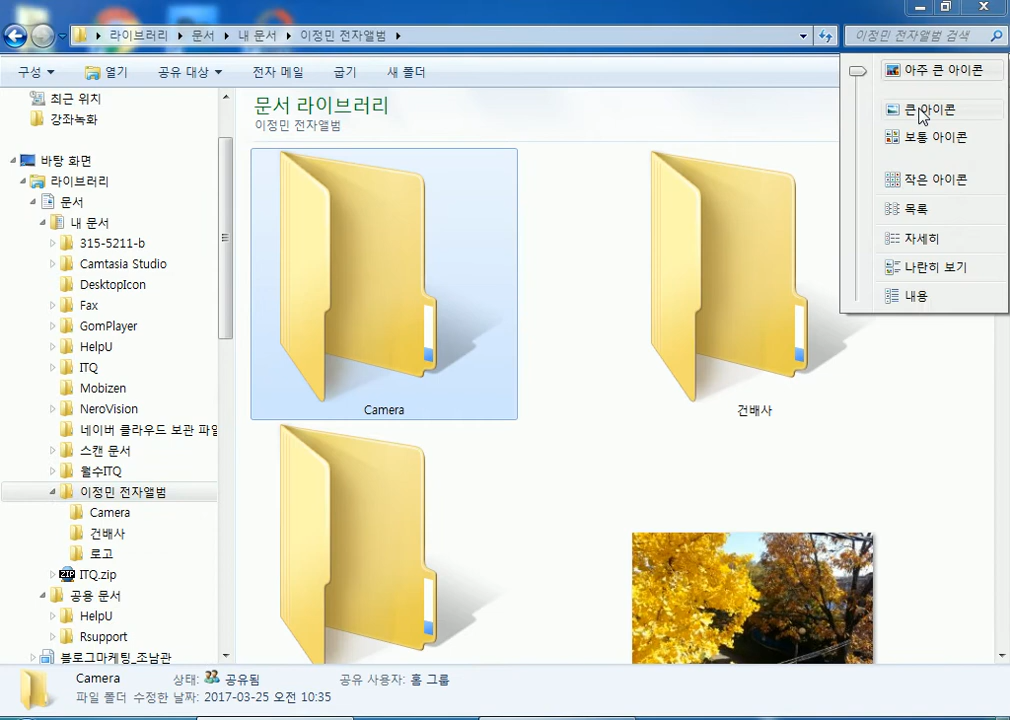 라이브러리 ▸ 문서 ▸ 내 문서 ▸ 이정민 전자앨범 ▸
이정민 전자앨범 검색
구성
열기
공유 대상
전자 메일
굽기
새 폴더
최근 위치
강좌녹화
바탕 화면
라이브러리
문서
내 문서
315-5211-b
Camtasia Studio
DesktopIcon
Fax
GomPlayer
HelpU
ITQ
Mobizen
NeroVision
네이버 클라우드 보관 파일
스캔 문서
월수ITQ
이정민 전자앨범
Camera
건배사
로고
ITQ.zip
공용 문서
HelpU
Rsupport
블로그마케팅_조남관
문서 라이브러리
이정민 전자앨범
Camera
건배사
아주 큰 아이콘
큰 아이콘
보통 아이콘
작은 아이콘
목록
자세히
나란히 보기
내용
Camera
상태: 공유됨
공유 사용자: 홈 그룹
파일 폴더 수정한 날짜: 2017-03-25 오전 10:35